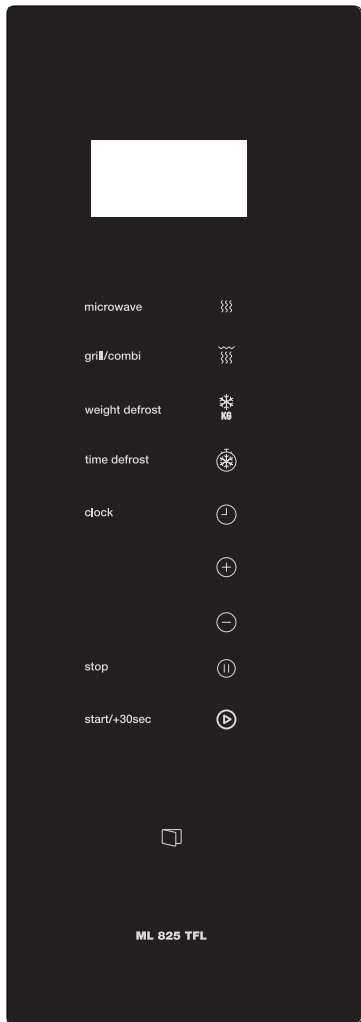 microwave
grill/combi
weight defrost
KG
time defrost
clock
stop
start/+30sec
ML 825 TFL